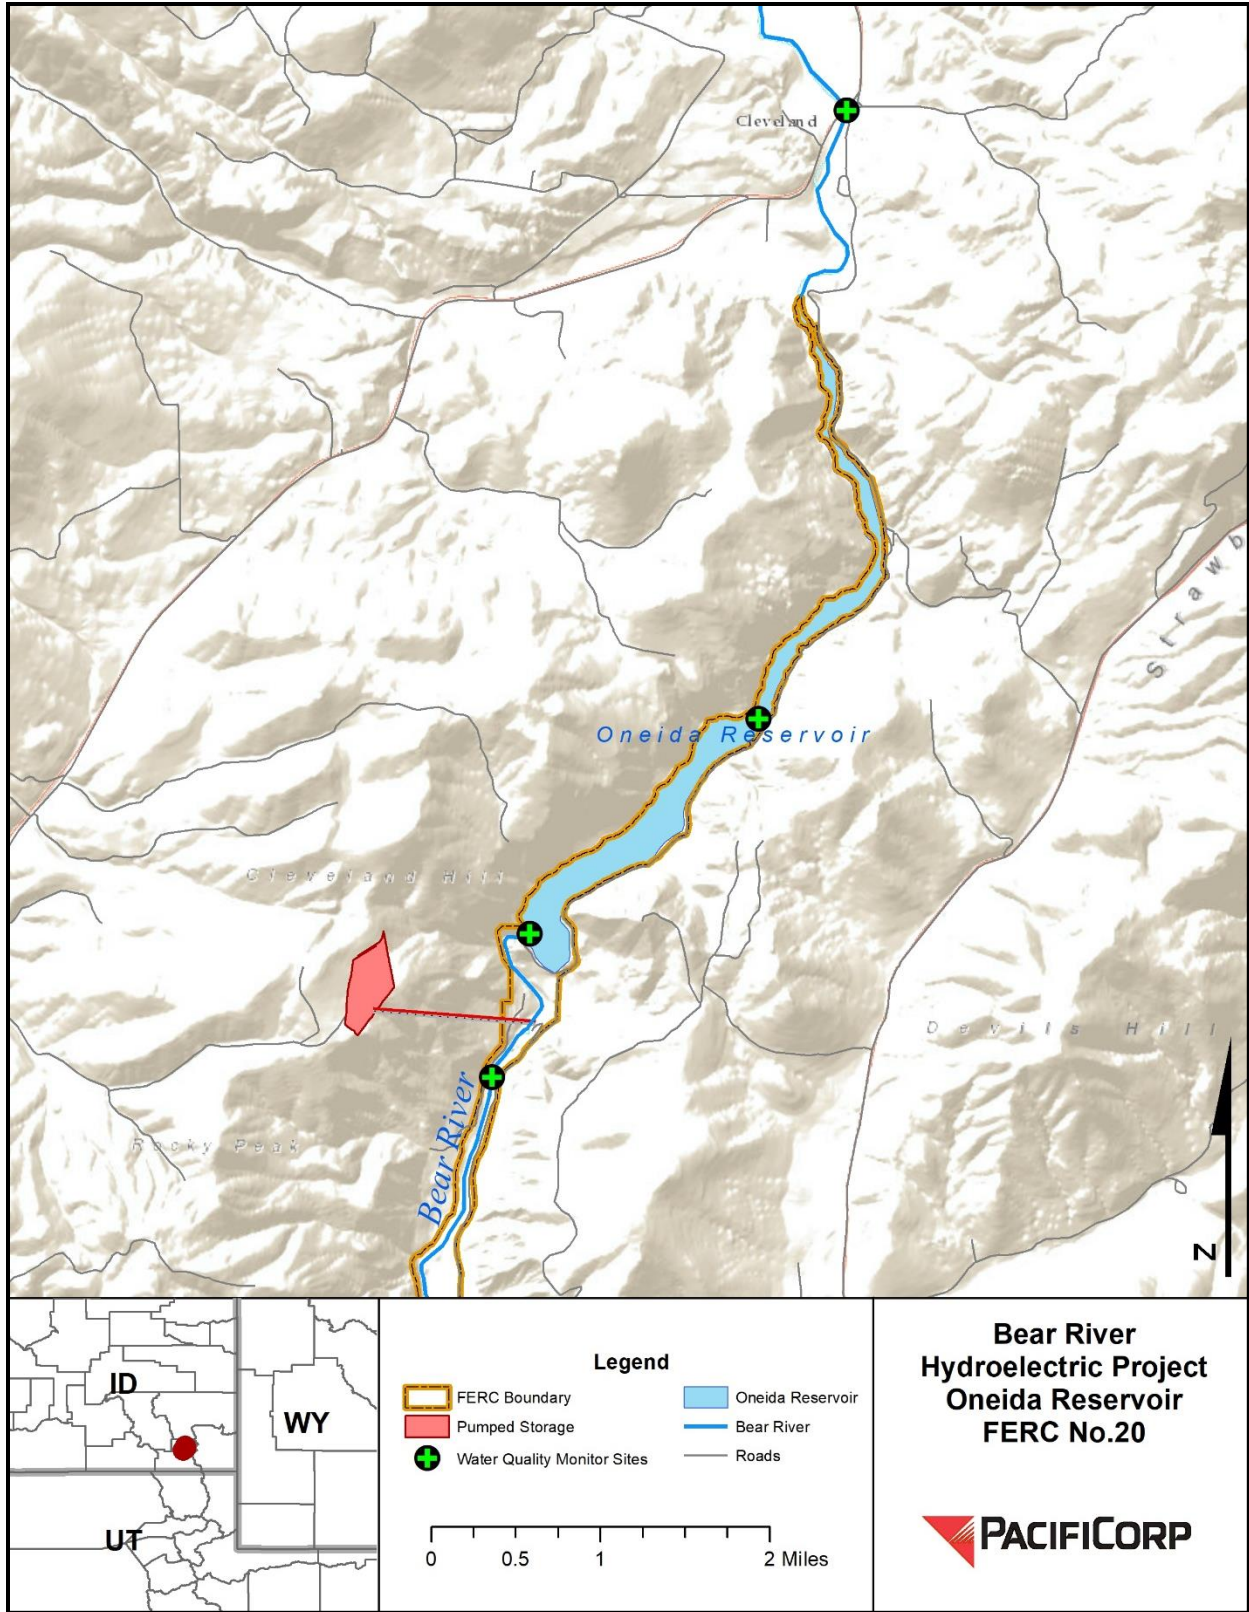 Cleveland
Strawb
Oneida Reservoir
Cleveland Hill
Devils Hill
Rocky Peak
Bear River
N
ID
WY
UT
Legend
FERC Boundary
Pumped Storage
Water Quality Monitor Sites
Oneida Reservoir
Bear River
Roads
0 0.5 1 2 Miles
Bear River
Hydroelectric Project
Oneida Reservoir
FERC No.20
PACIFICORP